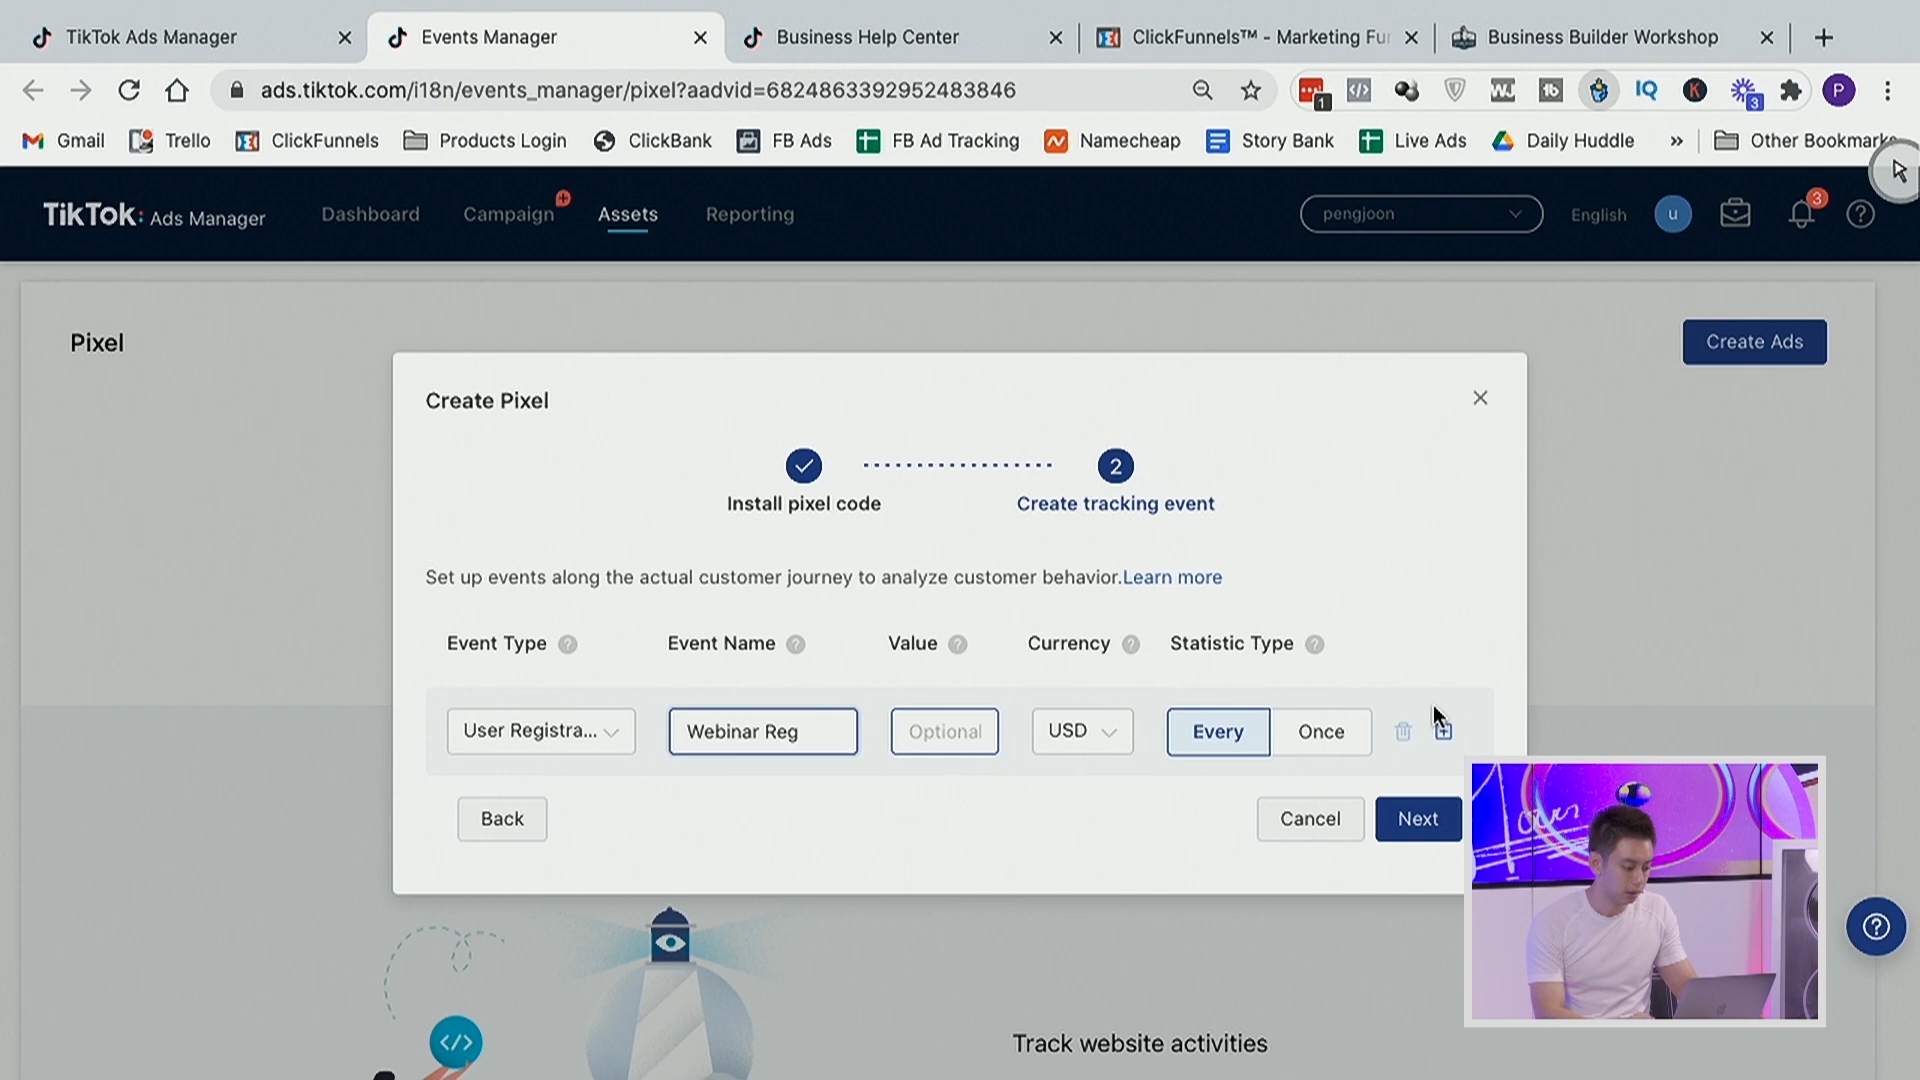 TikTok Ads Manager
Events Manager
Business Help Center
ClickFunnels™ - Marketing Fu
Business Builder Workshop
ads.tiktok.com/i18n/events_manager/pixel?aadvid=6824863392952483846
1
IQ
K
3
P
Gmail
Trello
ClickFunnels
Products Login
ClickBank
FB Ads
FB Ad Tracking
Namecheap
Story Bank
Live Ads
Daily Huddle
»
Other Bookmarks
TikTok: Ads Manager
Dashboard
Campaign
Assets
Reporting
pengjoon
English
u
3
Pixel
Create Ads
Create Pixel
2
Install pixel code
Create tracking event
Set up events along the actual customer journey to analyze customer behavior.Learn more
Event Type
Event Name
Value
Currency
Statistic Type
User Registra...
Webinar Reg
Optional
USD
Every
Once
Back
Cancel
Next
</>
Track website activities